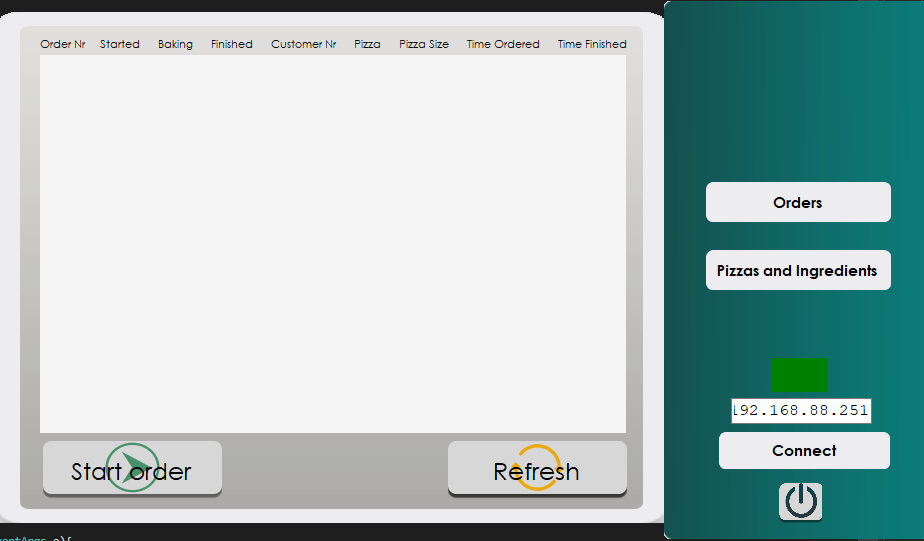 Order Nr Started Baking Finished Customer Nr Pizza Pizza Size Time Ordered Time Finished
Orders
Pizzas and Ingredients
192.168.88.251
Connect
Start order
Refresh